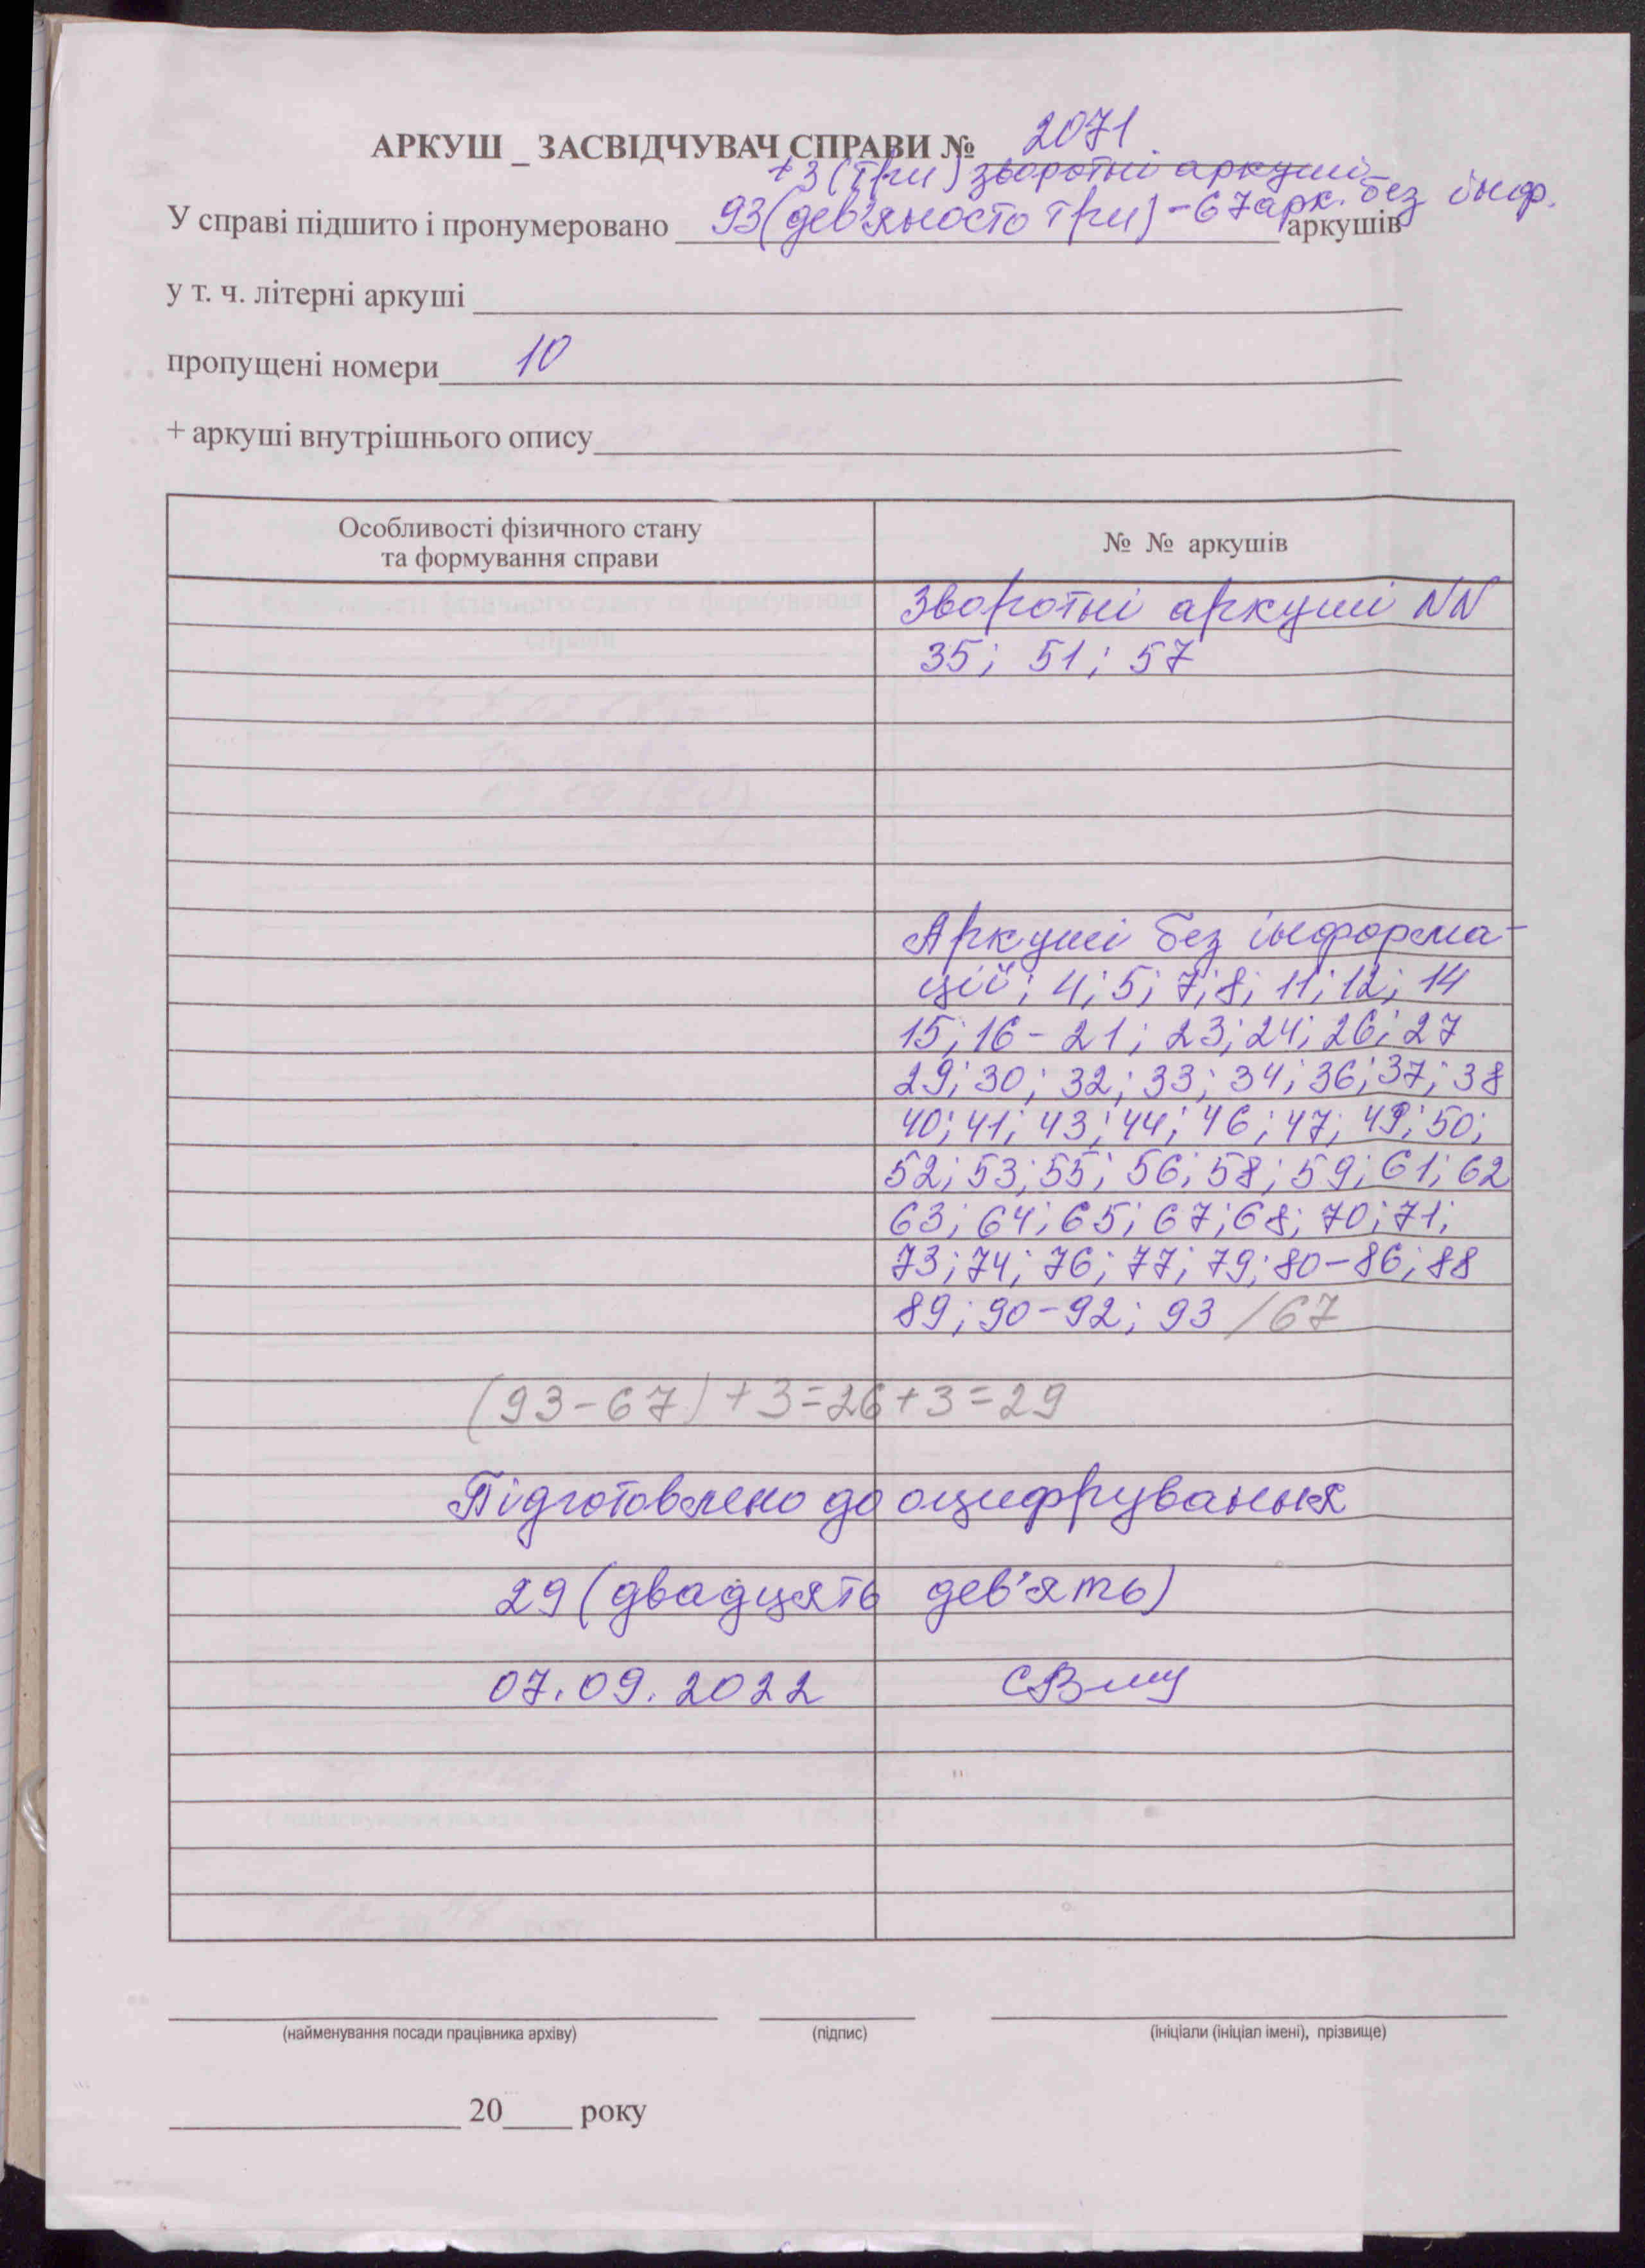 АРКУШ _ ЗАСВІДЧУВАЧ СПРАВИ № 2071
+3 (три) зворотні аркуші
У справі підшито і пронумеровано 93 (дев'яносто три) - 67 арк. без інф. аркушів
у т. ч. літерні аркуші
пропущені номери 10
+ аркуші внутрішнього опису
Особливості фізичного стану
та формування справи
№ № аркушів
Зворотні аркуші NN
35; 51; 57
Аркуші без інформа-
ції; 4; 5; 7; 8; 11; 12; 14
15; 16 - 21; 23; 24; 26; 27
29; 30; 32; 33; 34; 36; 37; 38
40; 41; 43; 44; 46; 47; 49; 50;
52; 53; 55; 56; 58; 59; 61; 62
63; 64; 65; 67; 68; 70; 71;
73; 74; 76; 77; 79; 80 - 86; 88
89; 90 - 92; 93 / 67
(93 - 67) + 3 = 26 + 3 = 29
Підготовлено до оцифрування
29 (двадцять дев'ять)
07.09.2022
(найменування посади працівника архіву) (підпис) (ініціали (ініціал імені), прізвище)
20 року